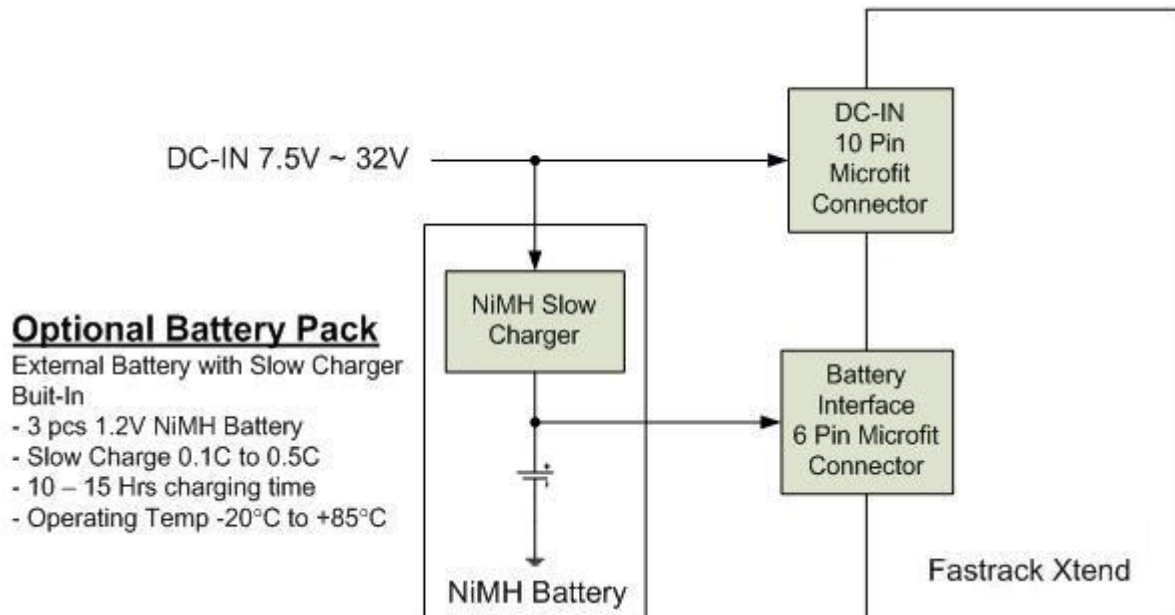 DC-IN
10 Pin
Microfit
Connector
DC-IN 7.5V ~ 32V
NiMH Slow
Charger
Optional Battery Pack
External Battery with Slow Charger
Buit-In
- 3 pcs 1.2V NiMH Battery
- Slow Charge 0.1C to 0.5C
- 10 – 15 Hrs charging time
- Operating Temp -20°C to +85°C
Battery
Interface
6 Pin Microfit
Connector
NiMH Battery
Fastrack Xtend